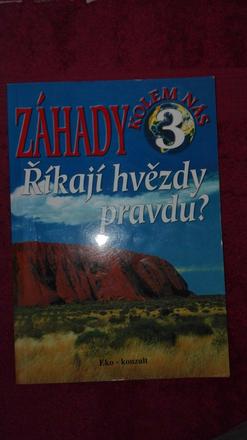 ZÁHADY
KOLEM NÁS
3
Říkají hvězdy
pravdu?
Eko - konzult